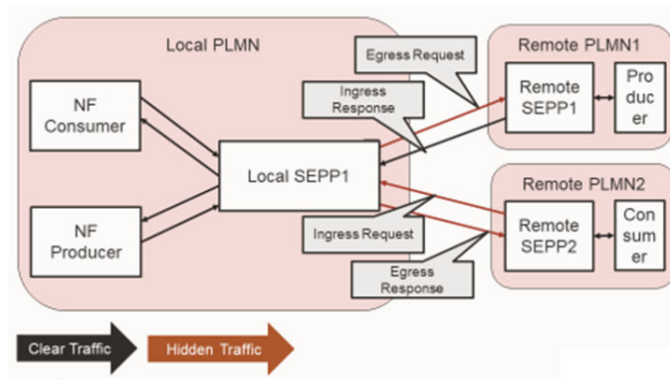 Local PLMN
Egress Request
Remote PLMN1
Ingress
Response
NF
Consumer
Remote
SEPP1
Pro
duc
er
Local SEPP1
Remote PLMN2
NF
Producer
Ingress Request
Remote
SEPP2
Con
sum
er
Egress
Response
Clear Traffic
Hidden Traffic